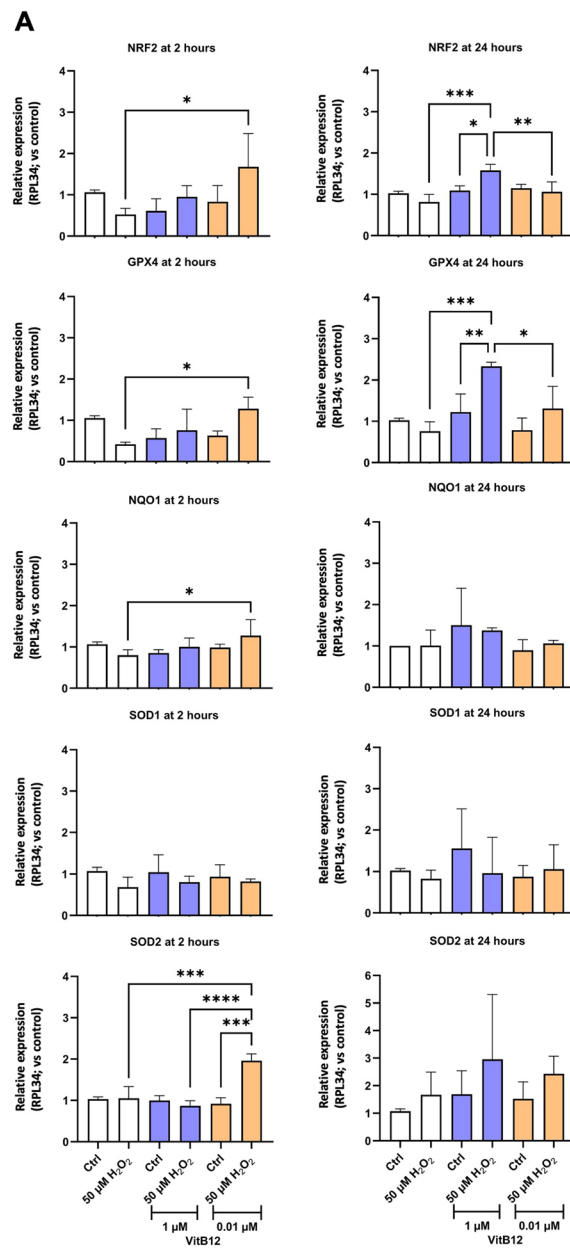 A
NRF2 at 2 hours
Relative expression
(RPL34; vs control)
4
3
2
1
0
*
NRF2 at 24 hours
Relative expression
(RPL34; vs control)
4
3
2
1
0
***
*
**
GPX4 at 2 hours
Relative expression
(RPL34; vs control)
4
3
2
1
0
*
GPX4 at 24 hours
Relative expression
(RPL34; vs control)
4
3
2
1
0
***
**
*
NQO1 at 2 hours
Relative expression
(RPL34; vs control)
4
3
2
1
0
*
NQO1 at 24 hours
Relative expression
(RPL34; vs control)
4
3
2
1
0
SOD1 at 2 hours
Relative expression
(RPL34; vs control)
4
3
2
1
0
SOD1 at 24 hours
Relative expression
(RPL34; vs control)
4
3
2
1
0
SOD2 at 2 hours
Relative expression
(RPL34; vs control)
4
3
2
1
0
***
****
***
Ctrl
50 µM H₂O₂
Ctrl
50 µM H₂O₂
Ctrl
50 µM H₂O₂
1 µM
0.01 µM
VitB12
SOD2 at 24 hours
Relative expression
(RPL34; vs control)
6
5
4
3
2
1
0
Ctrl
50 µM H₂O₂
Ctrl
50 µM H₂O₂
Ctrl
50 µM H₂O₂
1 µM
0.01 µM
VitB12